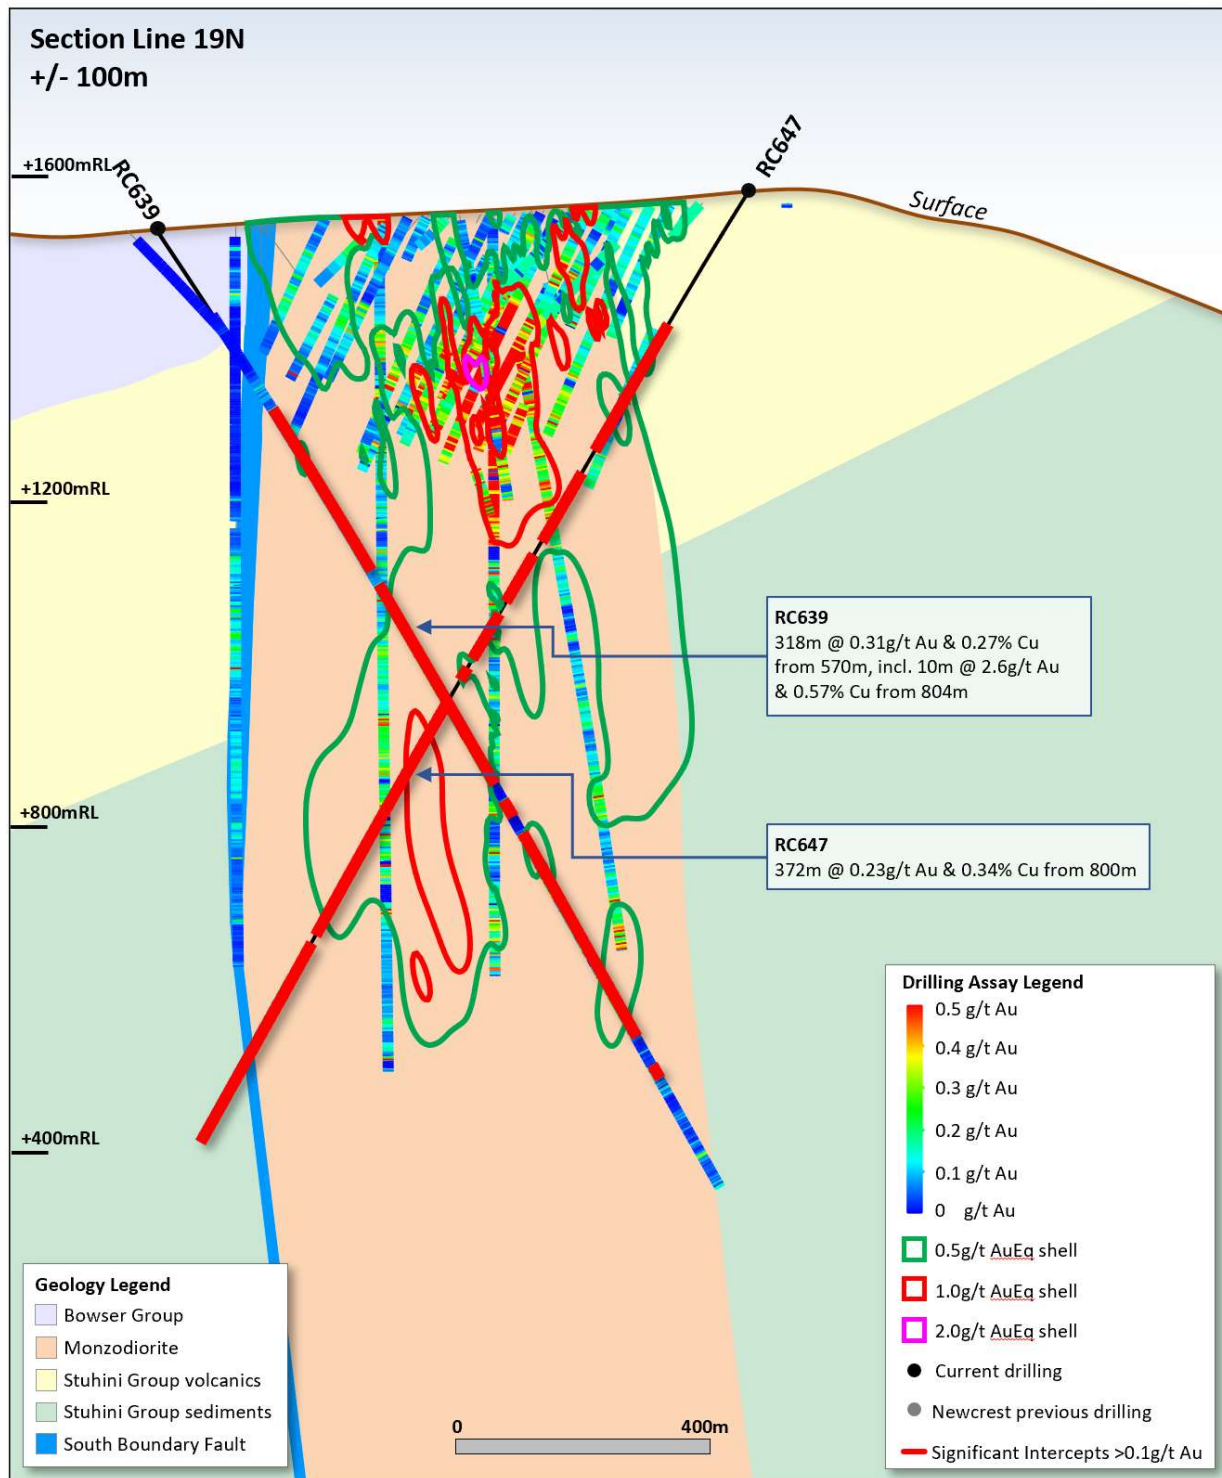 Section Line 19N
+/- 100m
RC639
RC647
Surface
+1600mRL
+1200mRL
+800mRL
+400mRL
RC639
318m @ 0.31g/t Au & 0.27% Cu
from 570m, incl. 10m @ 2.6g/t Au
& 0.57% Cu from 804m
RC647
372m @ 0.23g/t Au & 0.34% Cu from 800m
Drilling Assay Legend
0.5 g/t Au
0.4 g/t Au
0.3 g/t Au
0.2 g/t Au
0.1 g/t Au
0 g/t Au
0.5g/t AuEq shell
1.0g/t AuEq shell
2.0g/t AuEq shell
Current drilling
Newcrest previous drilling
Significant Intercepts >0.1g/t Au
Geology Legend
Bowser Group
Monzodiorite
Stuhini Group volcanics
Stuhini Group sediments
South Boundary Fault
0 400m